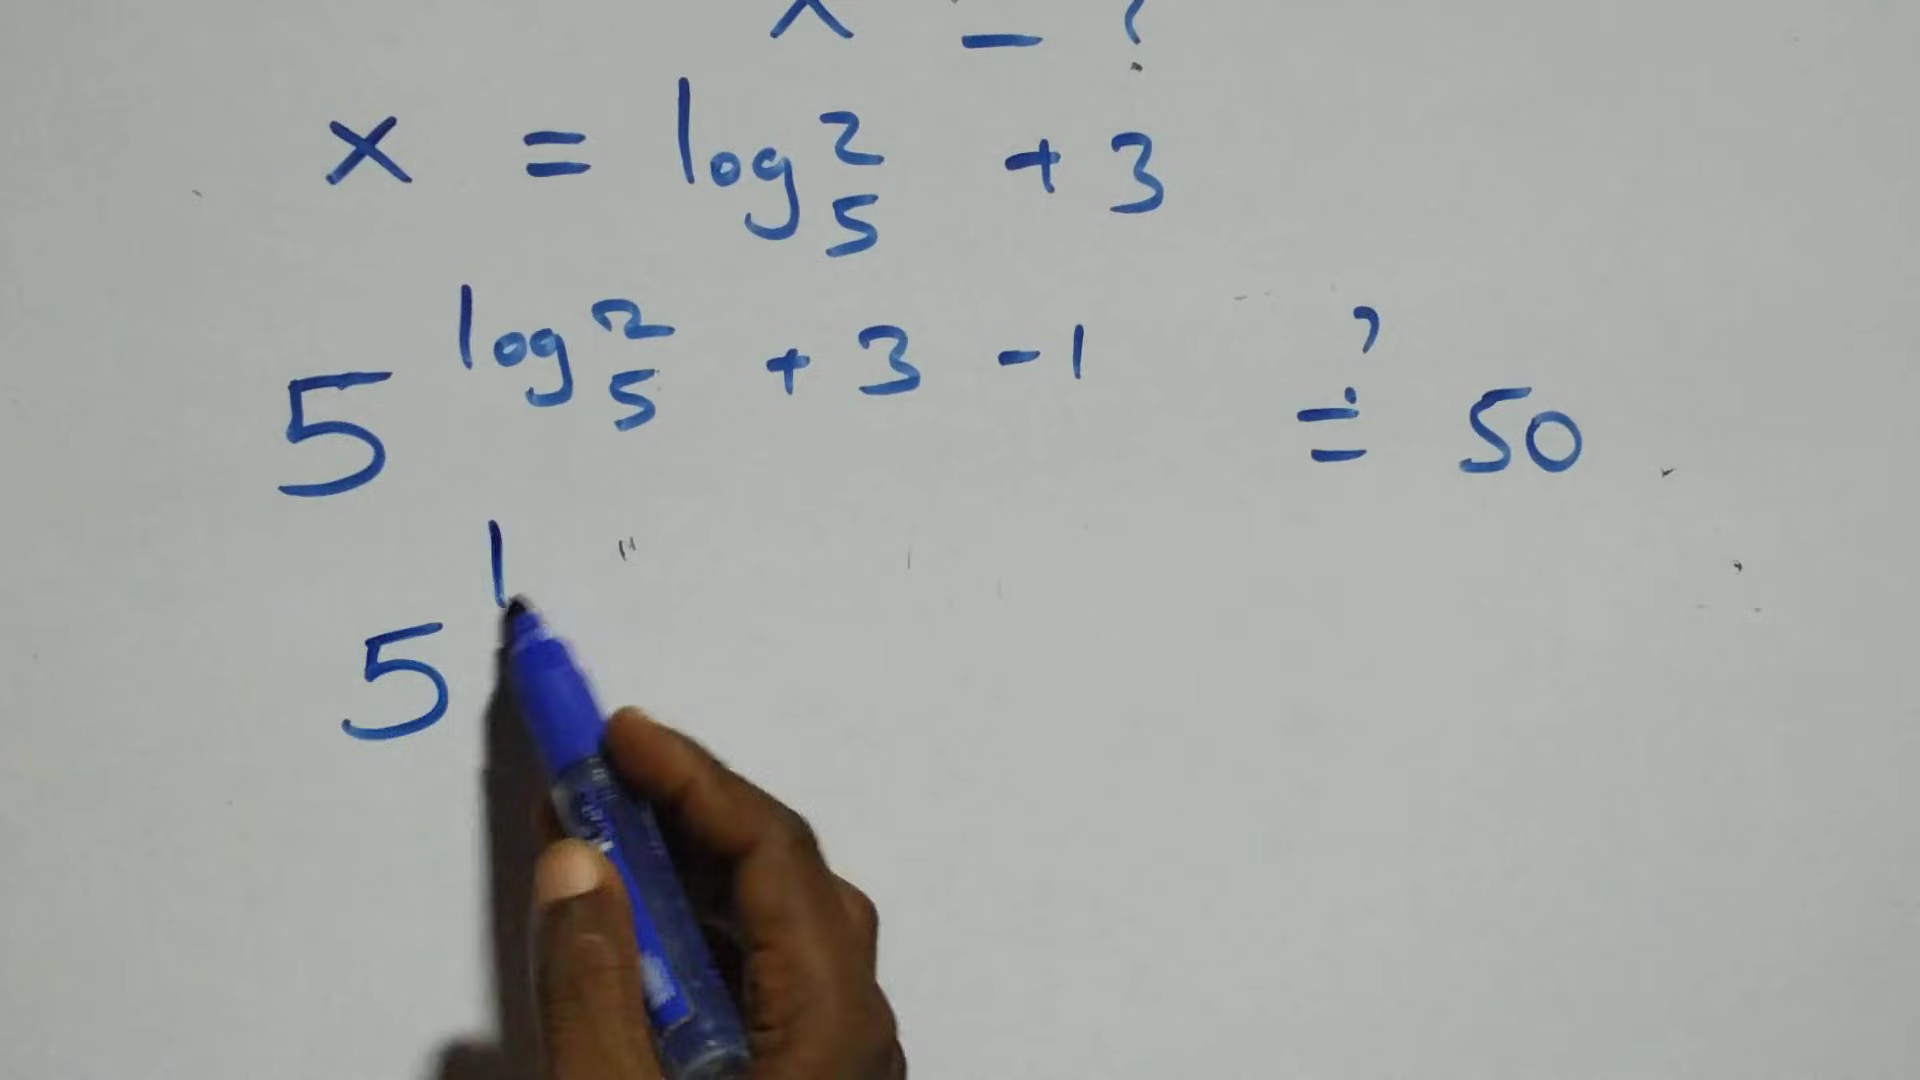 x = ?
x = log₅² + 3
5^(log₅² + 3 - 1) ≟ 50
5^l